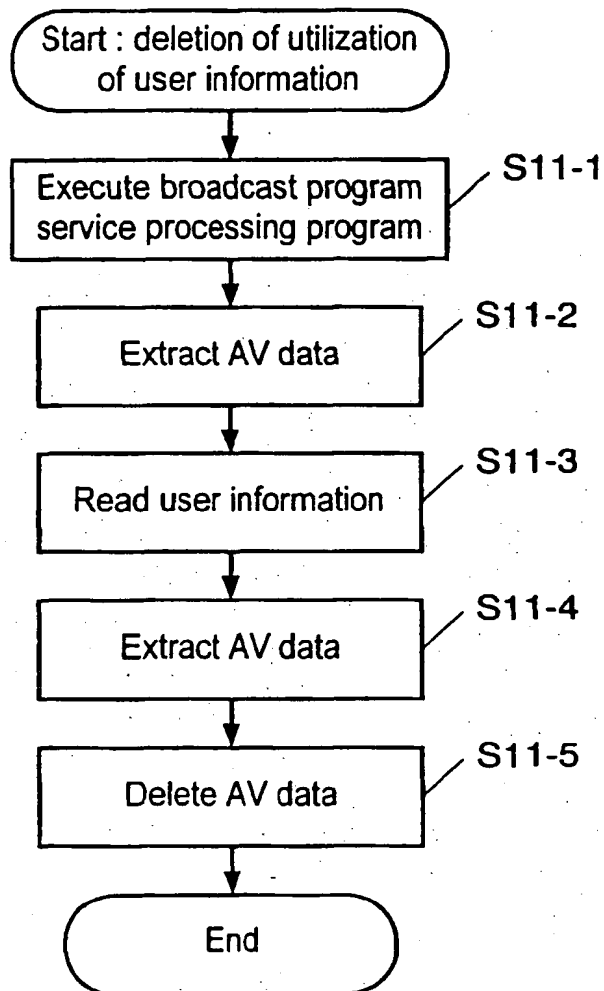 Start : deletion of utilization
of user information
S11-1
Execute broadcast program
service processing program
S11-2
Extract AV data
S11-3
Read user information
S11-4
Extract AV data
S11-5
Delete AV data
End